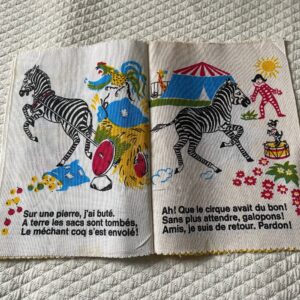 Sur une pierre, j'ai buté.
A terre les sacs sont tombés,
Le méchant coq s'est envolé!
Ah! Que le cirque avait du bon!
Sans plus attendre, galopons!
Amis, je suis de retour. Pardon!